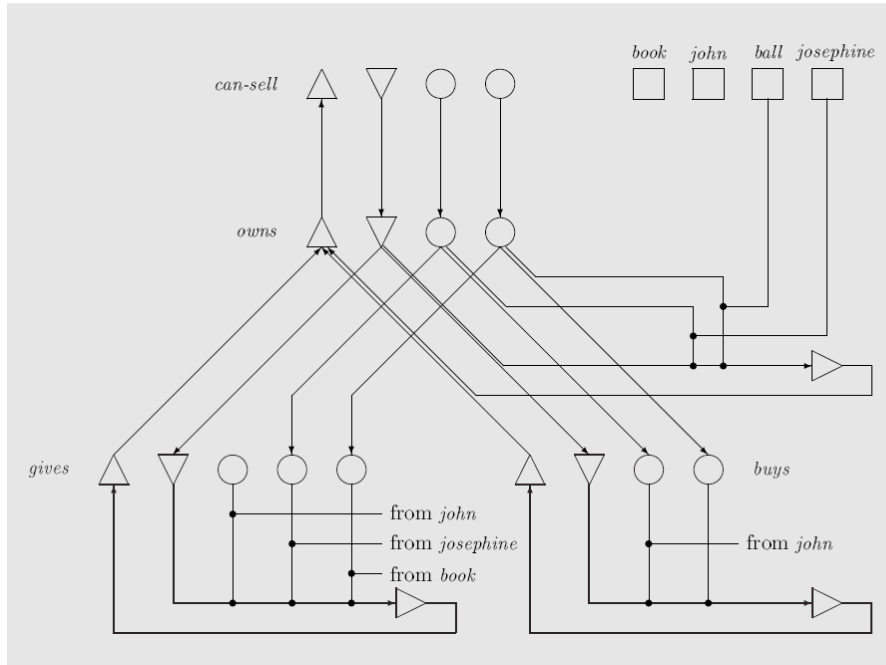 book john ball josephine
can-sell
owns
gives buys
from john
from josephine from john
from book